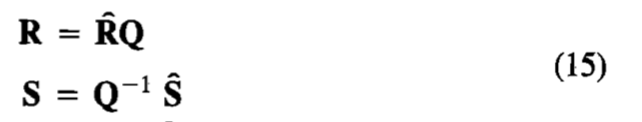 R = R̂Q
(15)
S = Q⁻¹ Ŝ